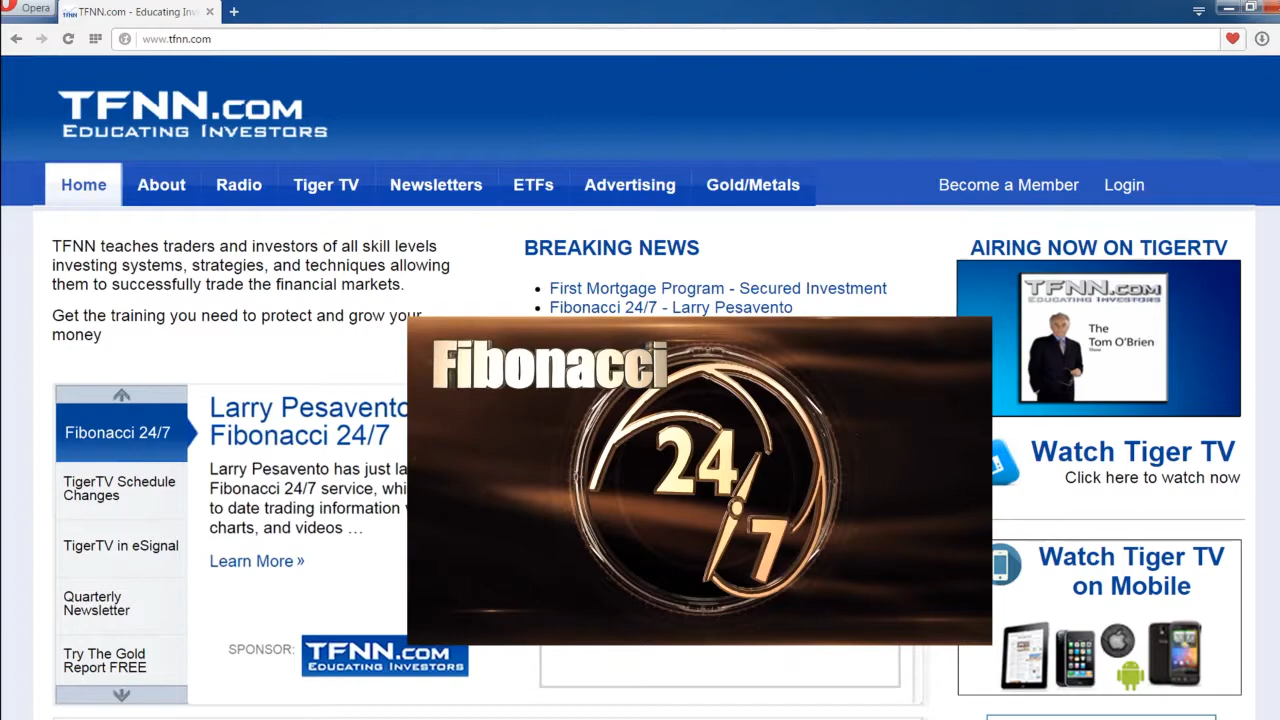 Opera
TFNN.com - Educating Inv
www.tfnn.com
TFNN.COM
EDUCATING INVESTORS
Home
About
Radio
Tiger TV
Newsletters
ETFs
Advertising
Gold/Metals
Become a Member
Login
TFNN teaches traders and investors of all skill levels
investing systems, strategies, and techniques allowing
them to successfully trade the financial markets.
Get the training you need to protect and grow your
money
BREAKING NEWS
First Mortgage Program - Secured Investment
Fibonacci 24/7 - Larry Pesavento
AIRING NOW ON TIGERTV
TFNN.COM
EDUCATING INVESTORS
The
Tom O'Brien
Show
Fibonacci 24/7
TigerTV Schedule
Changes
TigerTV in eSignal
Quarterly
Newsletter
Try The Gold
Report FREE
Larry Pesavento
Fibonacci 24/7
Larry Pesavento has just la
Fibonacci 24/7 service, whi
to date trading information
charts, and videos …
Learn More »
SPONSOR:
TFNN.COM
EDUCATING INVESTORS
Fibonacci
24
7
Watch Tiger TV
Click here to watch now
Watch Tiger TV
on Mobile